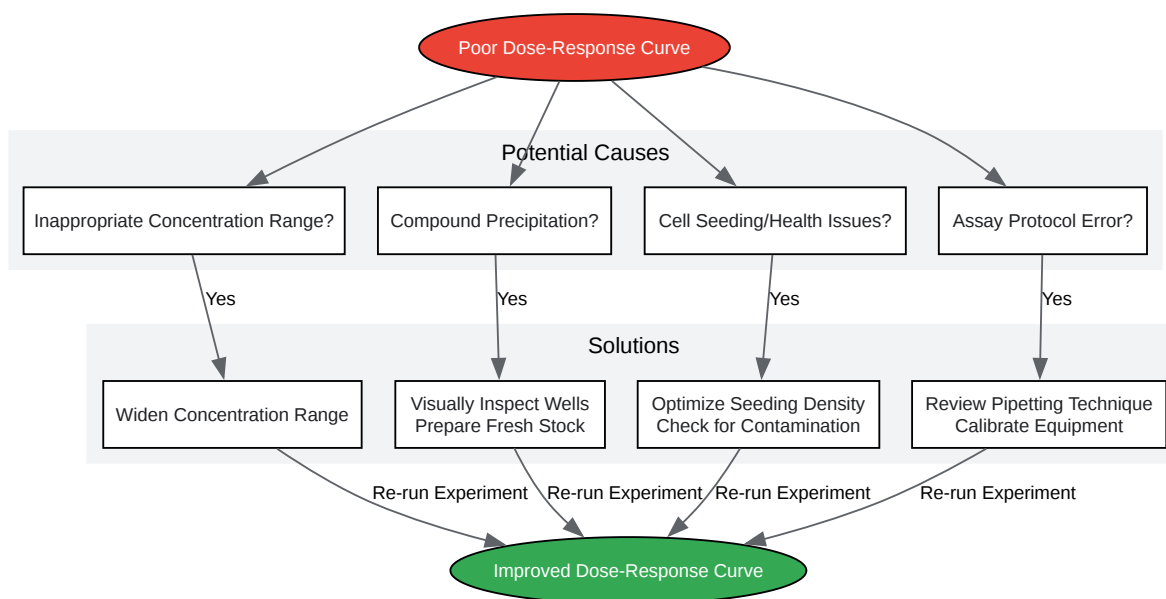 Poor Dose-Response Curve
Potential Causes
Inappropriate Concentration Range?
Compound Precipitation?
Cell Seeding/Health Issues?
Assay Protocol Error?
Yes
Yes
Yes
Yes
Solutions
Widen Concentration Range
Visually Inspect Wells
Prepare Fresh Stock
Optimize Seeding Density
Check for Contamination
Review Pipetting Technique
Calibrate Equipment
Re-run Experiment
Re-run Experiment
Re-run Experiment
Re-run Experiment
Improved Dose-Response Curve